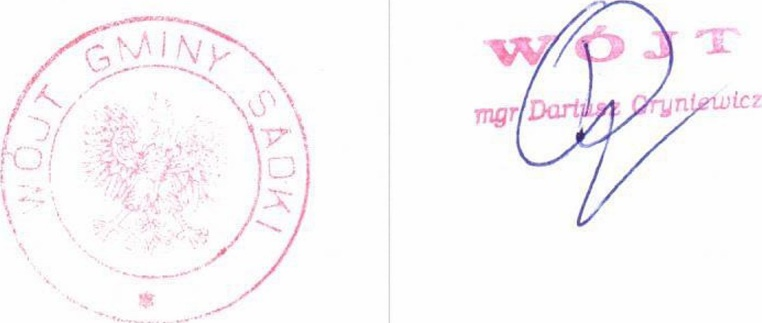 WÓJT GMINY SADKI
WÓJT
mgr Dariusz Gryniewicz